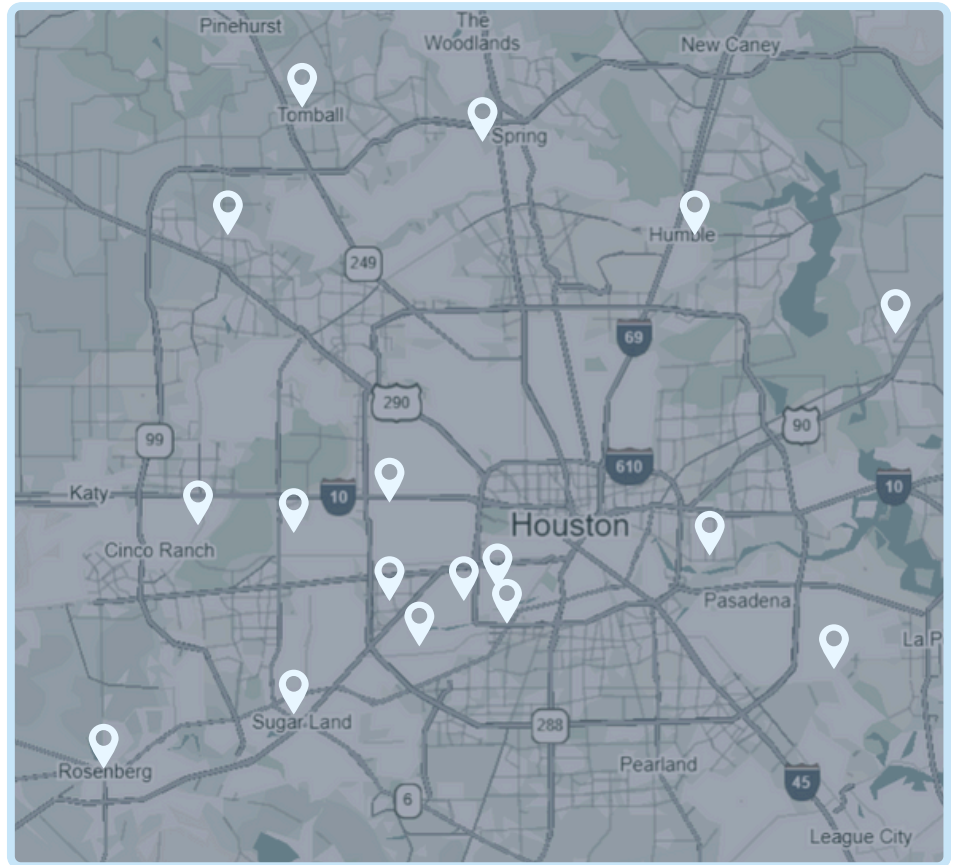 Pinehurst
The
Woodlands
New Caney
Tomball
Spring
Humble
249
69
290
90
99
610
Katy
10
10
Houston
Cinco Ranch
Pasadena
La P
Sugar Land
288
Rosenberg
Pearland
45
6
League City